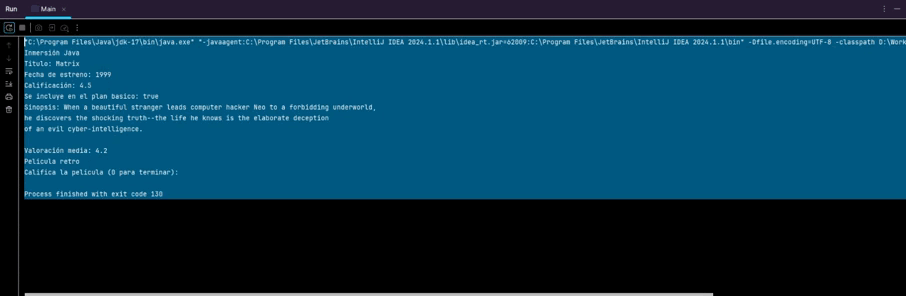 Run
Main
"C:\Program Files\Java\jdk-17\bin\java.exe" "-javaagent:C:\Program Files\JetBrains\IntelliJ IDEA 2024.1.1\lib\idea_rt.jar=62009:C:\Program Files\JetBrains\IntelliJ IDEA 2024.1.1\bin" -Dfile.encoding=UTF-8 -classpath D:\Work
Inmersión Java
Titulo: Matrix
Fecha de estreno: 1999
Calificación: 4.5
Se incluye en el plan basico: true
Sinopsis: When a beautiful stranger leads computer hacker Neo to a forbidding underworld,
he discovers the shocking truth--the life he knows is the elaborate deception
of an evil cyber-intelligence.
Valoración media: 4.2
Pelicula retro
Califica la pelicula (0 para terminar):
Process finished with exit code 130